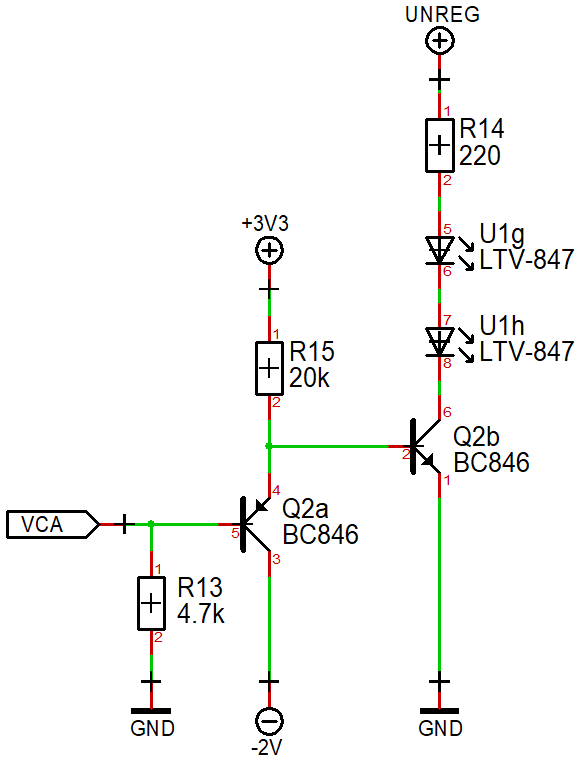 UNREG
1
R14
220
2
+3V3
5
U1g
LTV-847
6
1
R15
20k
2
7
U1h
LTV-847
8
6
Q2b
BC846
2
1
4
Q2a
BC846
VCA
5
3
1
R13
4.7k
2
GND
-2V
GND